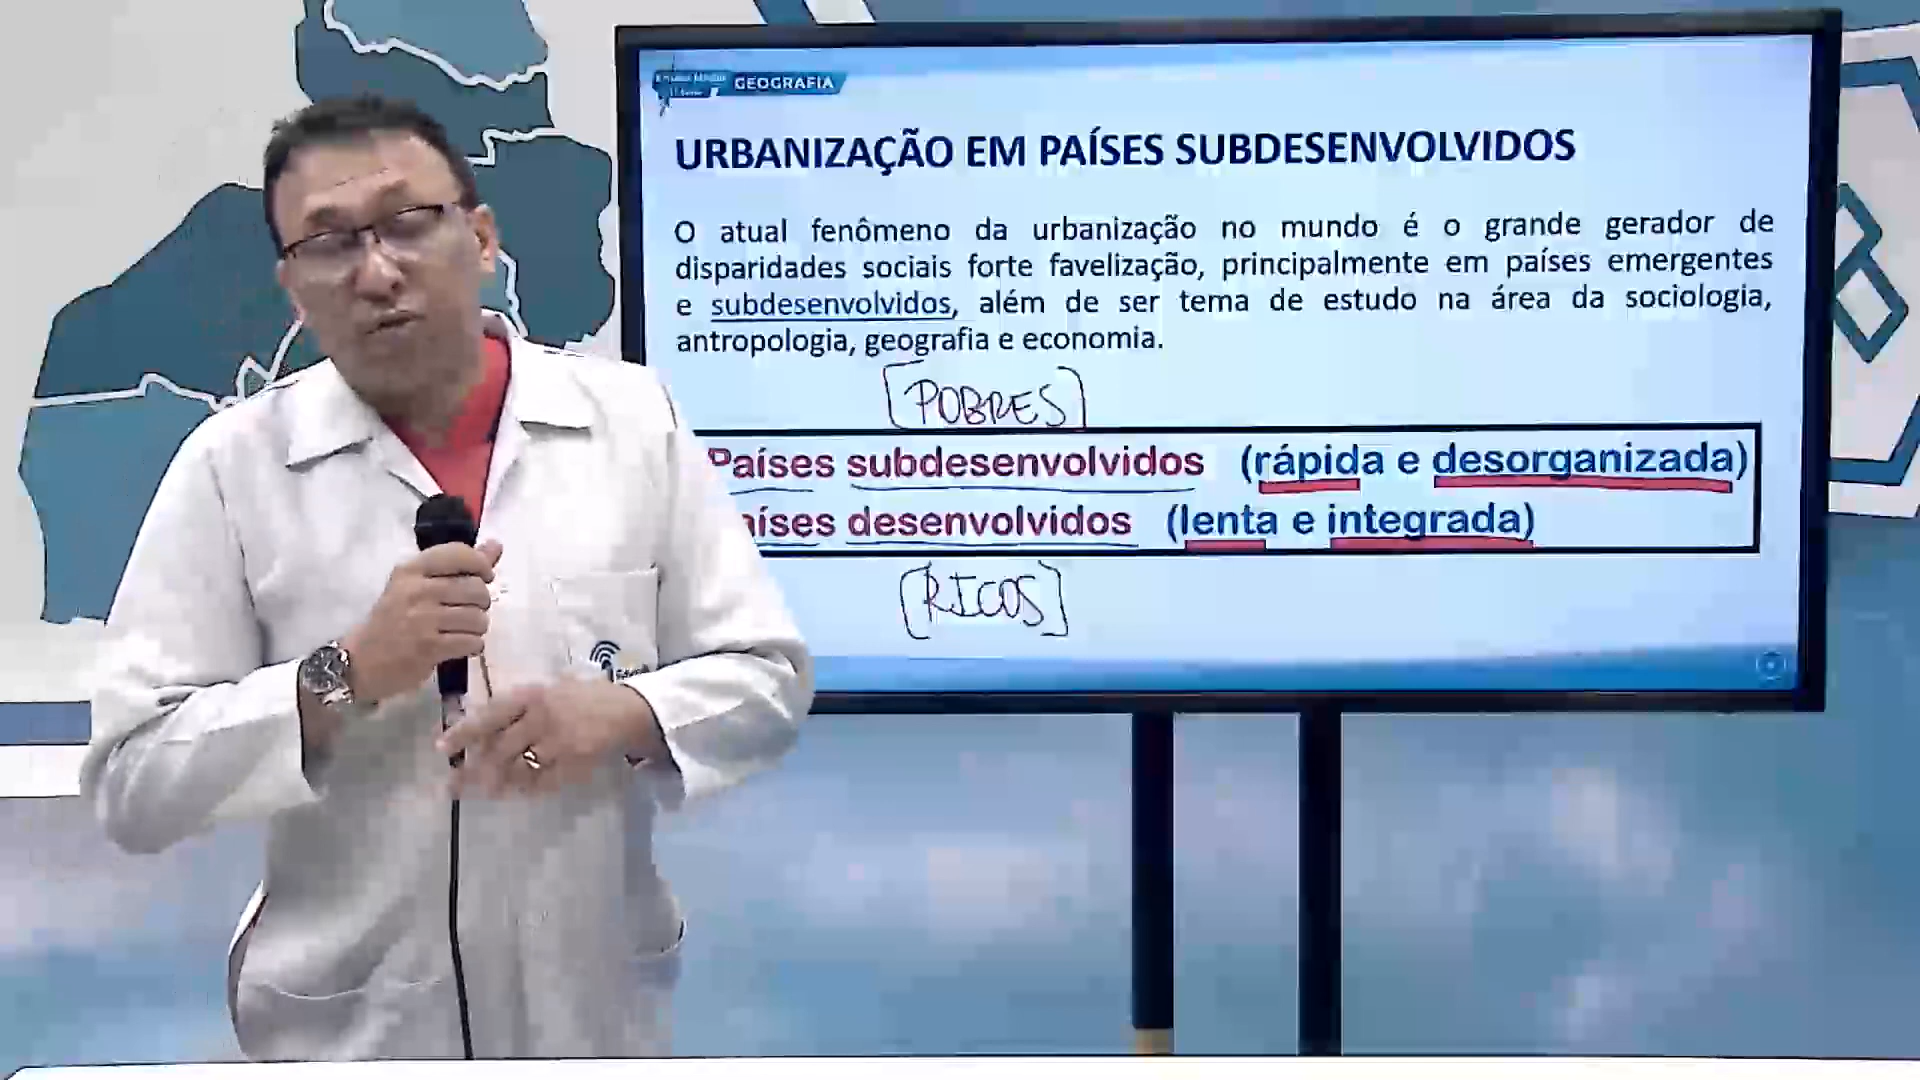 GEOGRAFIA
URBANIZAÇÃO EM PAÍSES SUBDESENVOLVIDOS
O atual fenômeno da urbanização no mundo é o grande gerador de
disparidades sociais forte favelização, principalmente em países emergentes
e subdesenvolvidos, além de ser tema de estudo na área da sociologia,
antropologia, geografia e economia.
[POBRES]
Países subdesenvolvidos (rápida e desorganizada)
aíses desenvolvidos (lenta e integrada)
[RICOS]